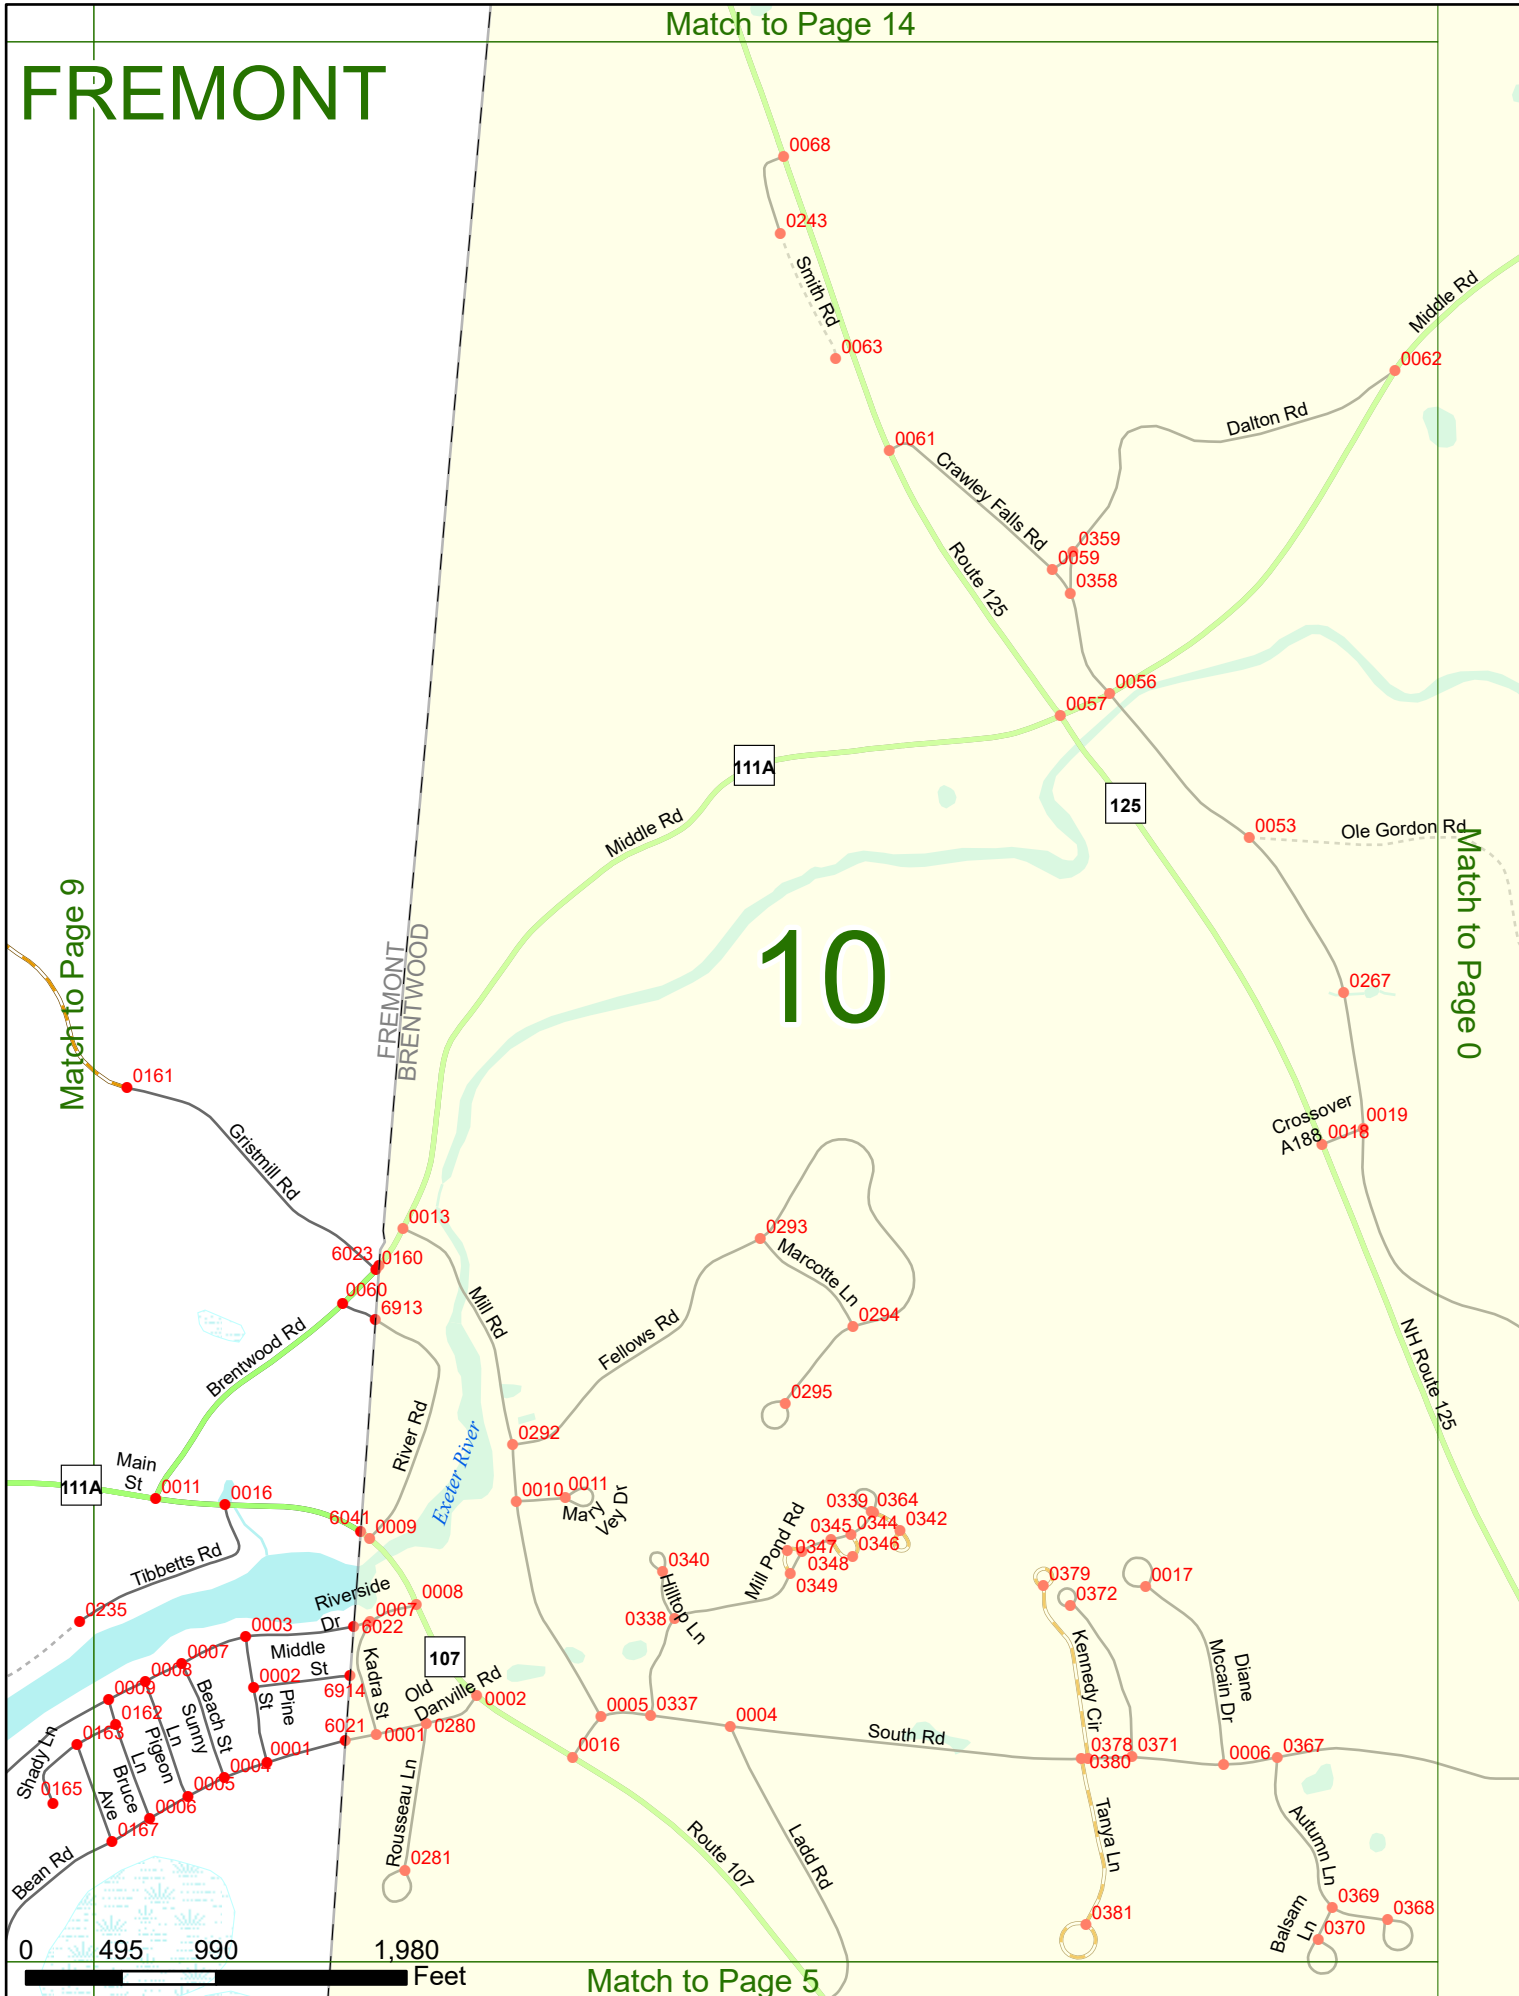 Match to Page 14
FREMONT
0068
0243
Smith Rd
0063
Middle Rd
0062
Dalton Rd
0061
Crawley Falls Rd
0359
0059
0358
Route 125
0056
0057
111A
125
Middle Rd
0053
Ole Gordon Rd
Match to Page 9
Match to Page 0
FREMONT
BRENTWOOD
10
0267
0161
Gristmill Rd
Crossover
A188
0018
0019
0013
0293
6023
0160
Marcotte Ln
0060
6913
Mill Rd
0294
Brentwood Rd
Fellows Rd
NH Route 125
River Rd
0295
Exeter River
0292
Main
St
111A
0011
0016
0010
0011
Mary
Vey Dr
6041
0009
0339
0364
0345
0344
0342
Mill Pond Rd
0347
0346
0348
0349
Tibbetts Rd
0340
Hilltop Ln
0379
0372
0017
Riverside
Dr
0008
0235
0003
0007
6022
0338
0007
Middle
St
107
Kennedy Cir
Diane
Mccain Dr
0008
0002
6914
Kadra St
Old
Danville Rd
0002
0009
Beach St
Sunny
Ln
Pine
St
0162
Pigeon
Ln
0163
6021
0001
0280
0005
0337
0004
South Rd
Shady Ln
0001
0016
0378
0380
0371
0006
0367
0004
0005
0165
Bruce
Ave
0006
Rousseau Ln
Tanya Ln
Autumn Ln
0167
Route 107
Ladd Rd
Bean Rd
0281
0381
0369
0368
Balsam
Ln
0370
0
495
990
1,980
Feet
Match to Page 5